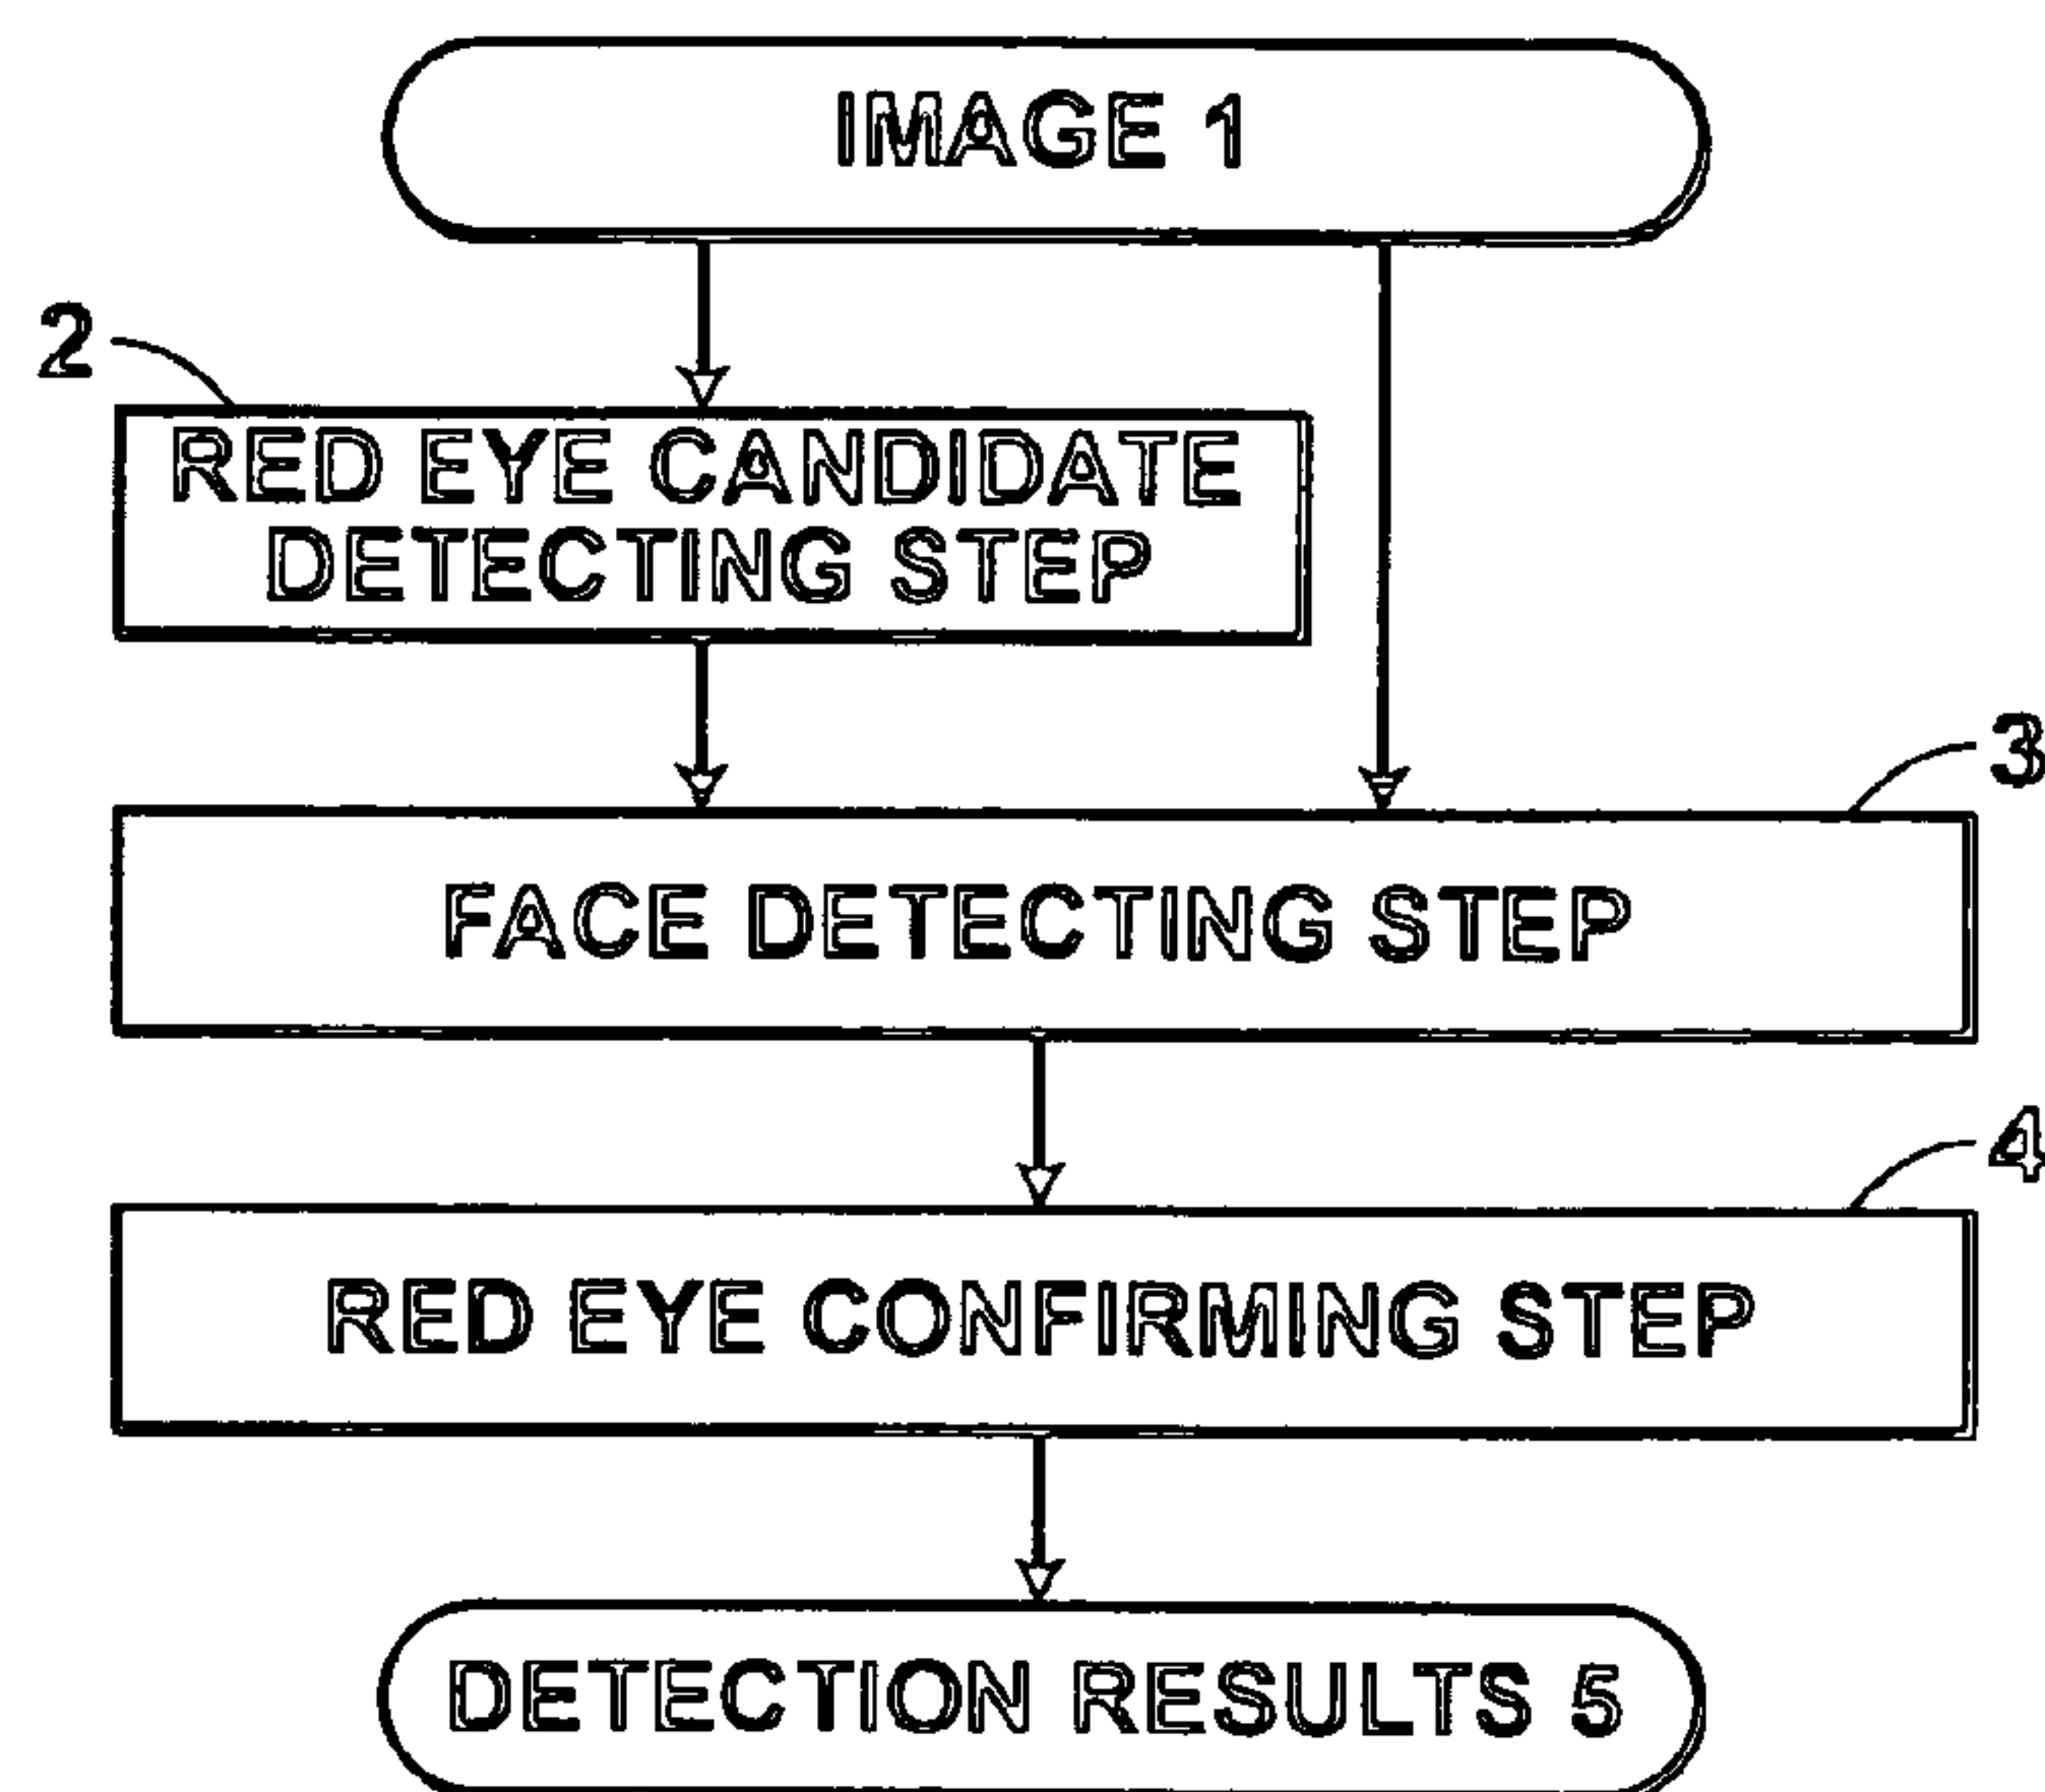 IMAGE 1
2
RED EYE CANDIDATE
DETECTING STEP
3
FACE DETECTING STEP
4
RED EYE CONFIRMING STEP
DETECTION RESULTS 5